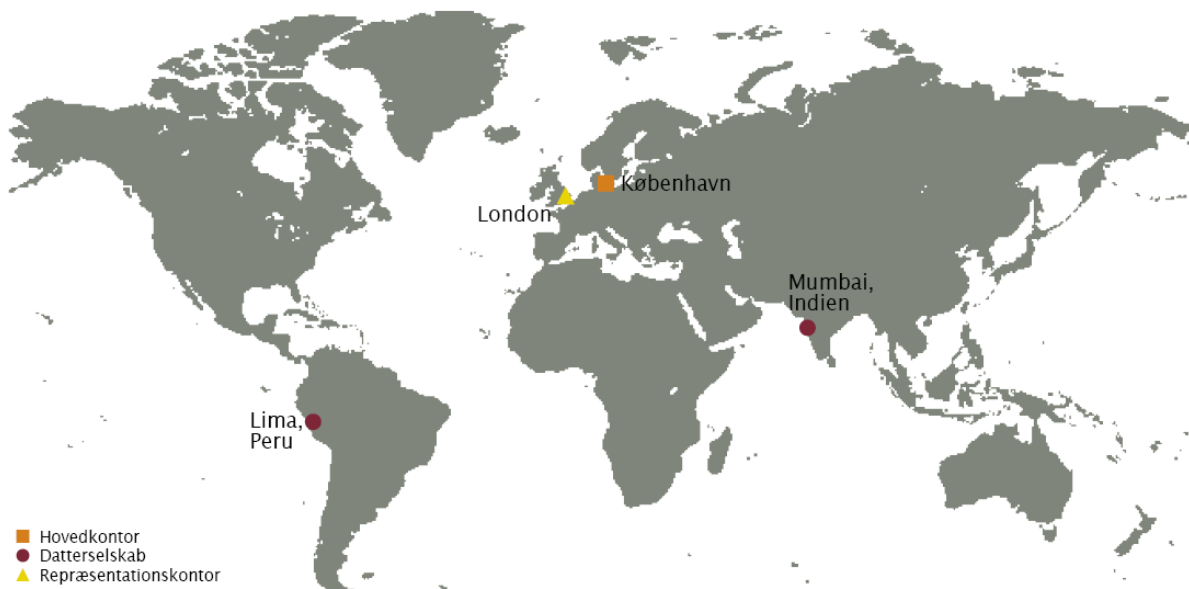 København
London
Mumbai,
Indien
Lima,
Peru
Hovedkontor
Datterselskab
Repræsentationskontor